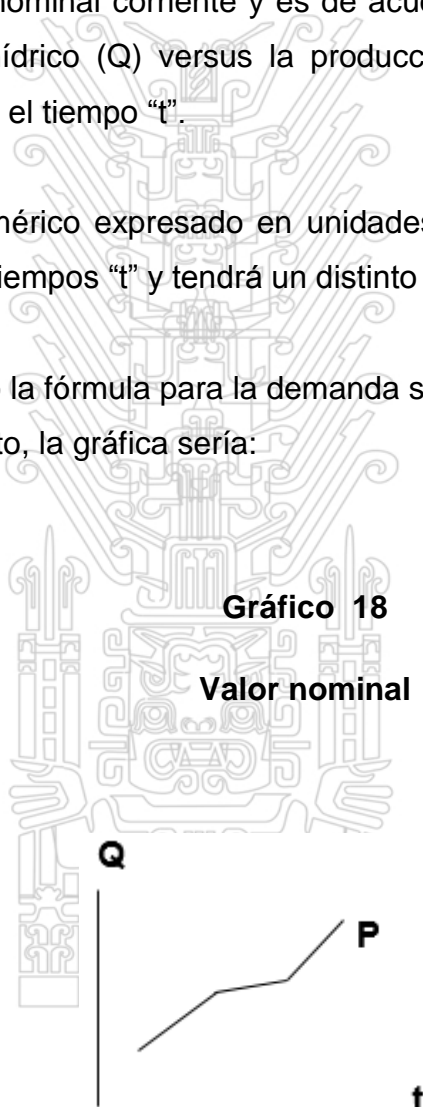 nominal corriente y es de acue
ídrico (Q) versus la producc
el tiempo “t”.
mérico expresado en unidades
iempos “t” y tendrá un distinto
la fórmula para la demanda s
to, la gráfica sería:
Gráfico 18
Valor nominal
Q
P
t